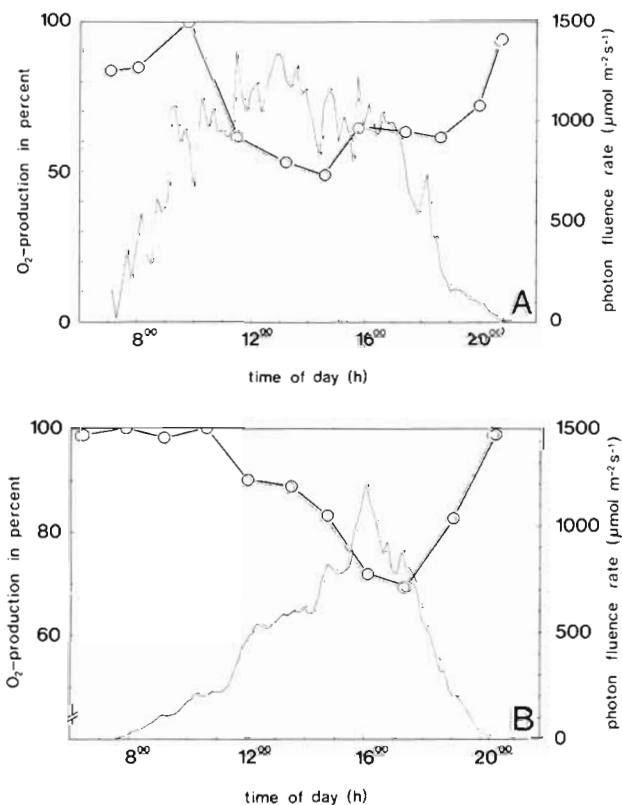 O₂-production in percent
100
50
0
1500
1000
500
0
photon fluence rate (µmol m⁻²s⁻¹)
A
8⁰⁰ 12⁰⁰ 16⁰⁰ 20⁰⁰
time of day (h)
O₂-production in percent
100
80
60
1500
1000
500
0
photon fluence rate (µmol m⁻²s⁻¹)
B
8⁰⁰ 12⁰⁰ 16⁰⁰ 20⁰⁰
time of day (h)